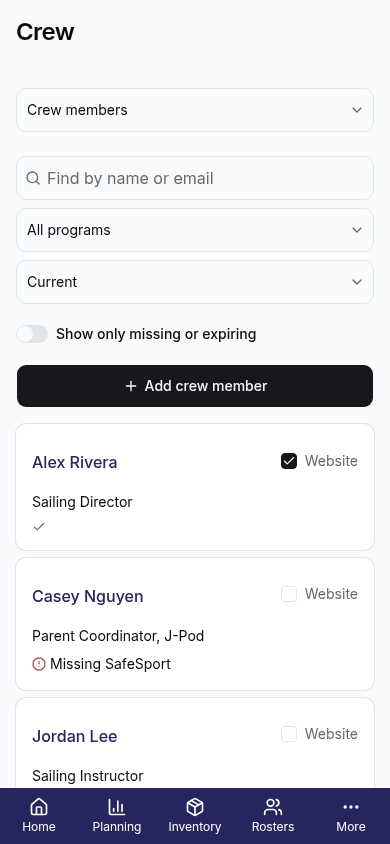 Crew
Crew members
Find by name or email
All programs
Current
Show only missing or expiring
Add crew member
Alex Rivera
Website
Sailing Director
Casey Nguyen
Website
Parent Coordinator, J-Pod
Missing SafeSport
Jordan Lee
Website
Sailing Instructor
Home
Planning
Inventory
Rosters
More